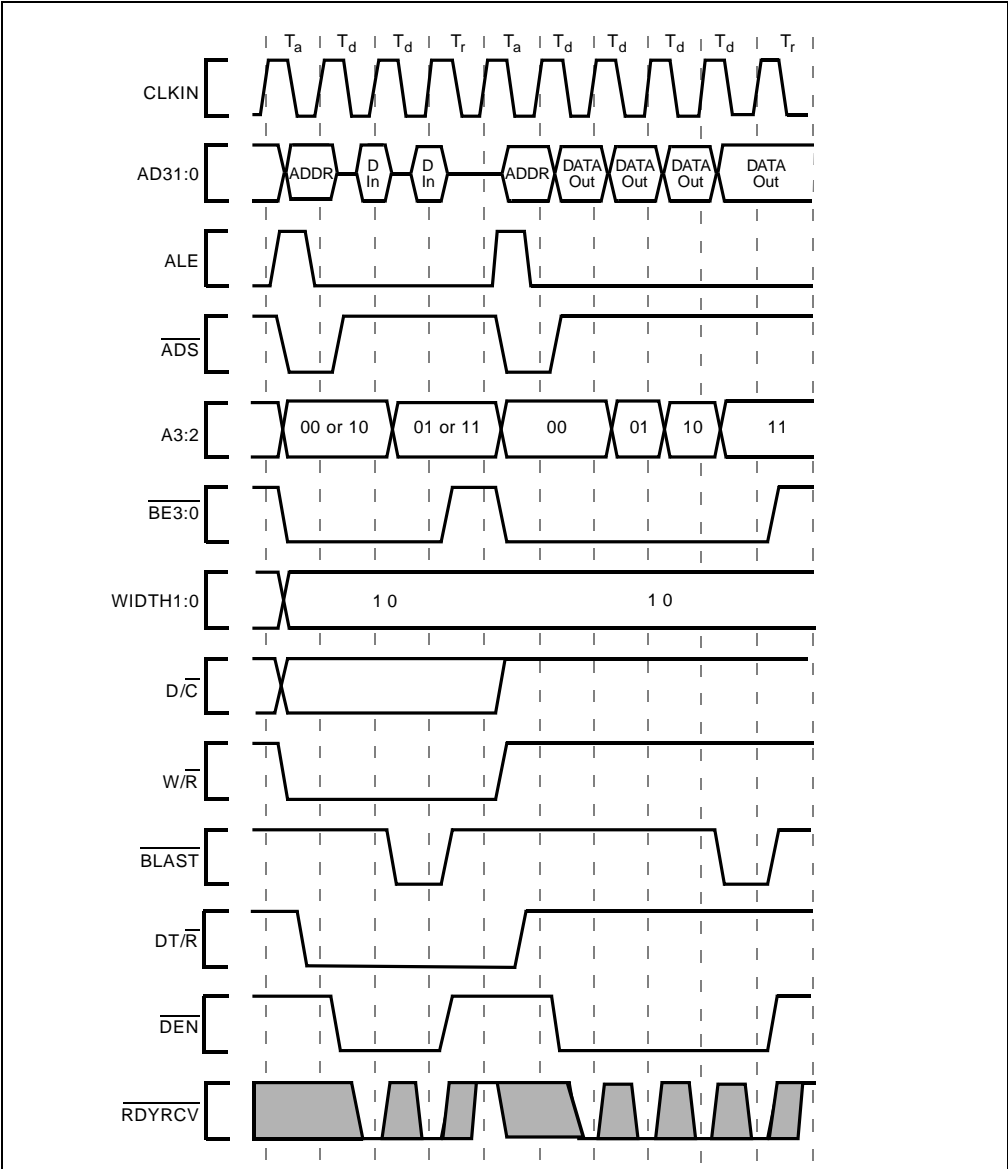 Ta Td Td Tr Ta Td Td Td Td Tr
CLKIN
AD31:0 ADDR D In D In ADDR DATA Out DATA Out DATA Out DATA Out
ALE
ADS
A3:2 00 or 10 01 or 11 00 01 10 11
BE3:0
WIDTH1:0 1 0 1 0
D/C
W/R
BLAST
DT/R
DEN
RDYRCV